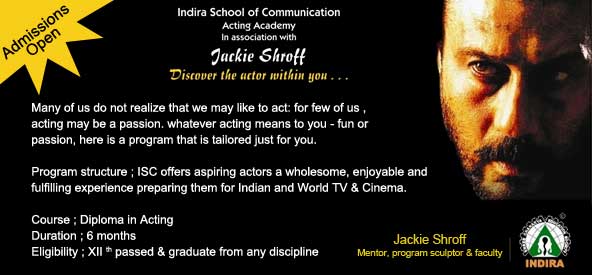 Admissions
Open
Indira School of Communication
Acting Academy
In association with
Jackie Shroff
Discover the actor within you . . .
Many of us do not realize that we may like to act: for few of us ,
acting may be a passion. whatever acting means to you - fun or
passion, here is a program that is tailored just for you.
Program structure ; ISC offers aspiring actors a wholesome, enjoyable and
fulfilling experience preparing them for Indian and World TV & Cinema.
Course ; Diploma in Acting
Duration ; 6 months
Eligibility ; XII th passed & graduate from any discipline
Jackie Shroff
Mentor, program sculptor & faculty
INDIRA